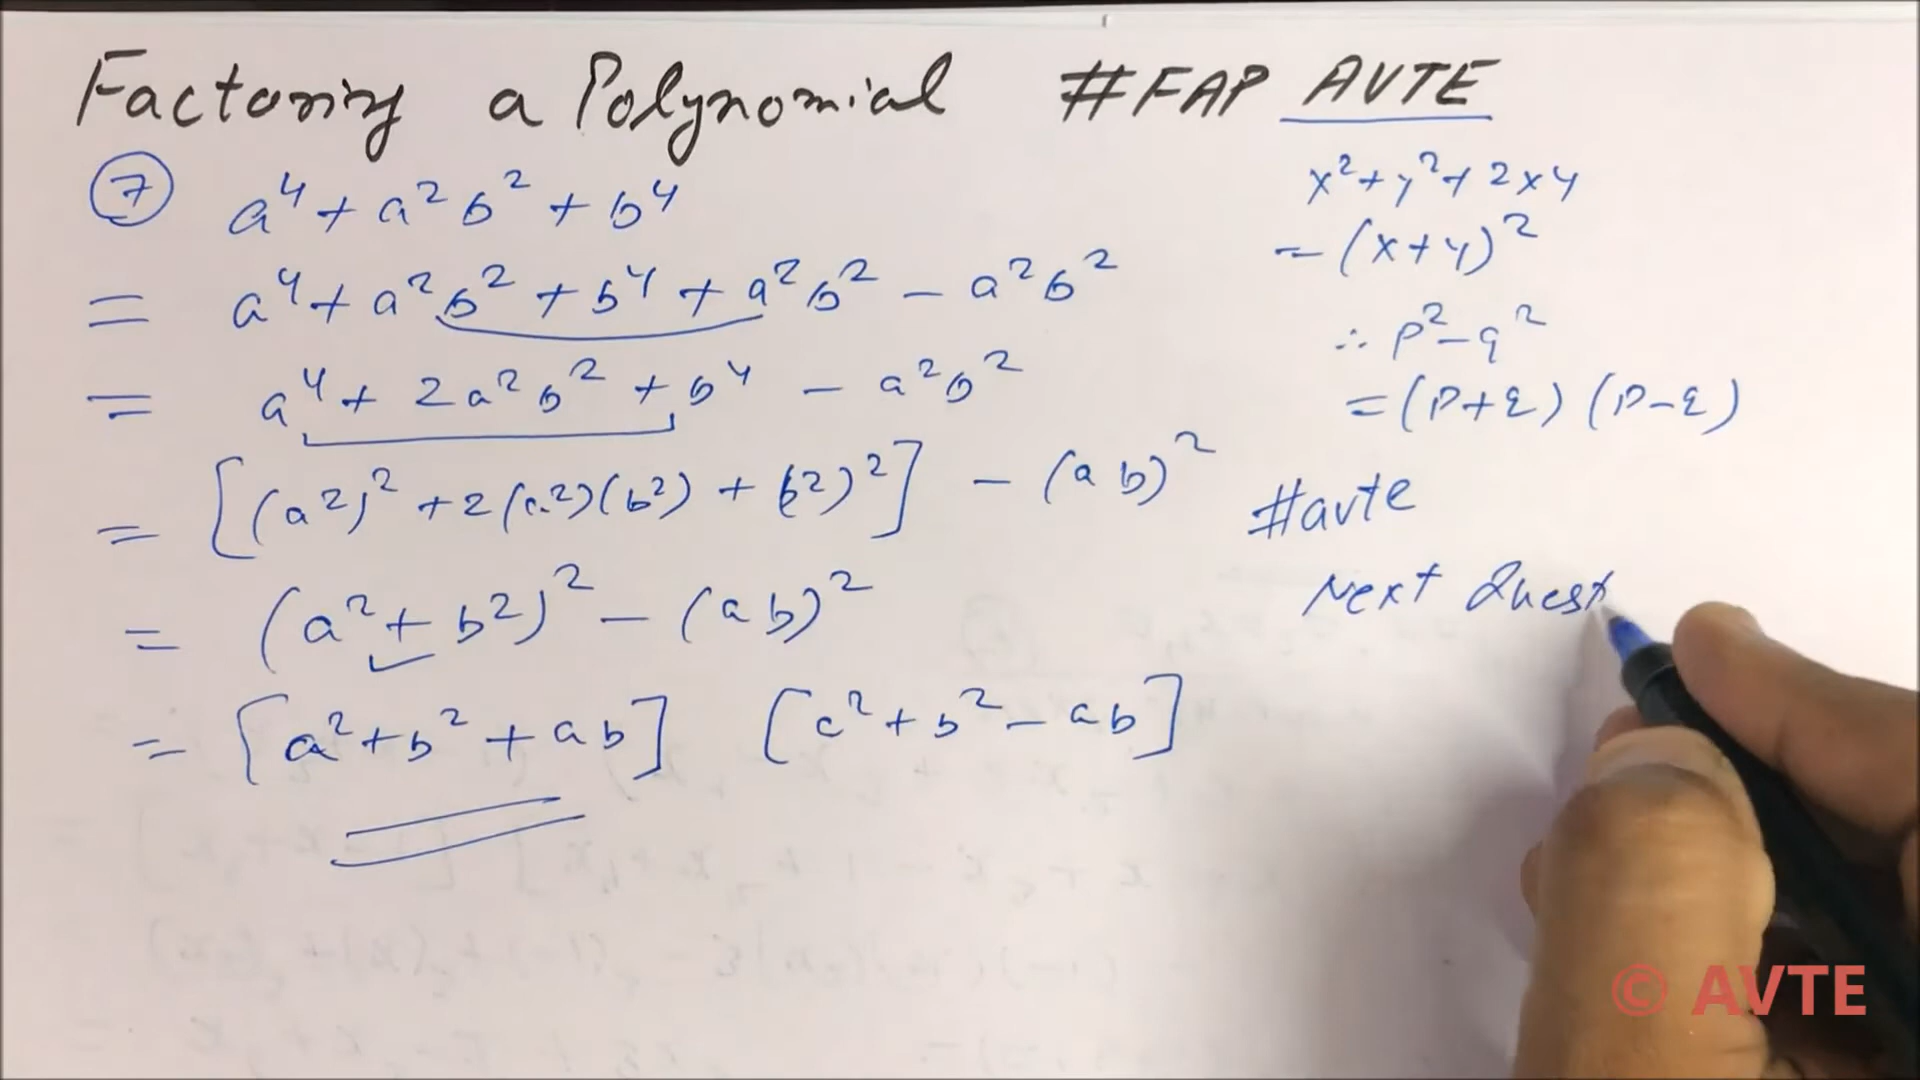 Factoring a Polynomial #FAP AVTE
⑦ a⁴ + a²b² + b⁴
= a⁴ + a²b² + b⁴ + a²b² - a²b²
= a⁴ + 2a²b² + b⁴ - a²b²
= [(a²)² + 2(a²)(b²) + (b²)²] - (ab)²
= (a² + b²)² - (ab)²
= [a² + b² + ab] [a² + b² - ab]
x² + y² + 2xy
= (x + y)²
∴ p² - q²
= (p + q) (p - q)
#avte
Next Quest
© AVTE